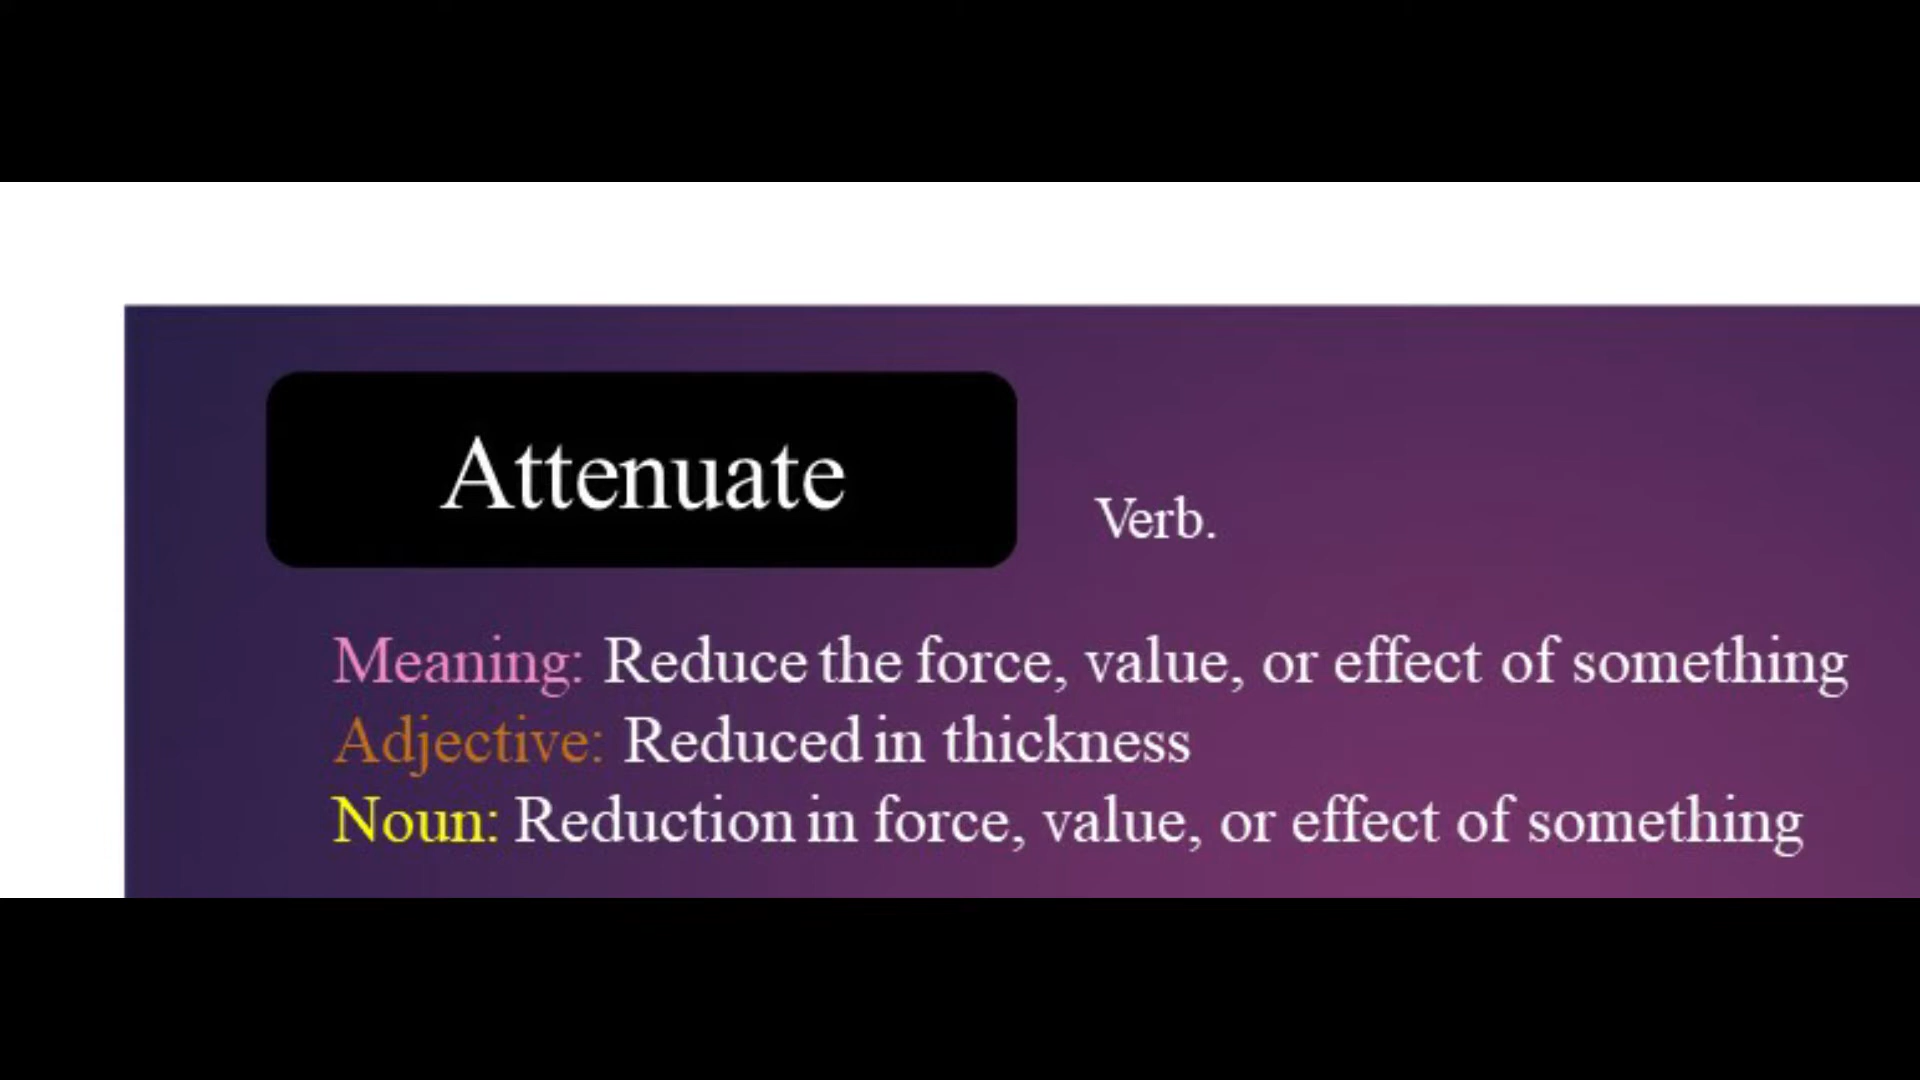 Attenuate
Verb.
Meaning: Reduce the force, value, or effect of something
Adjective: Reduced in thickness
Noun: Reduction in force, value, or effect of something